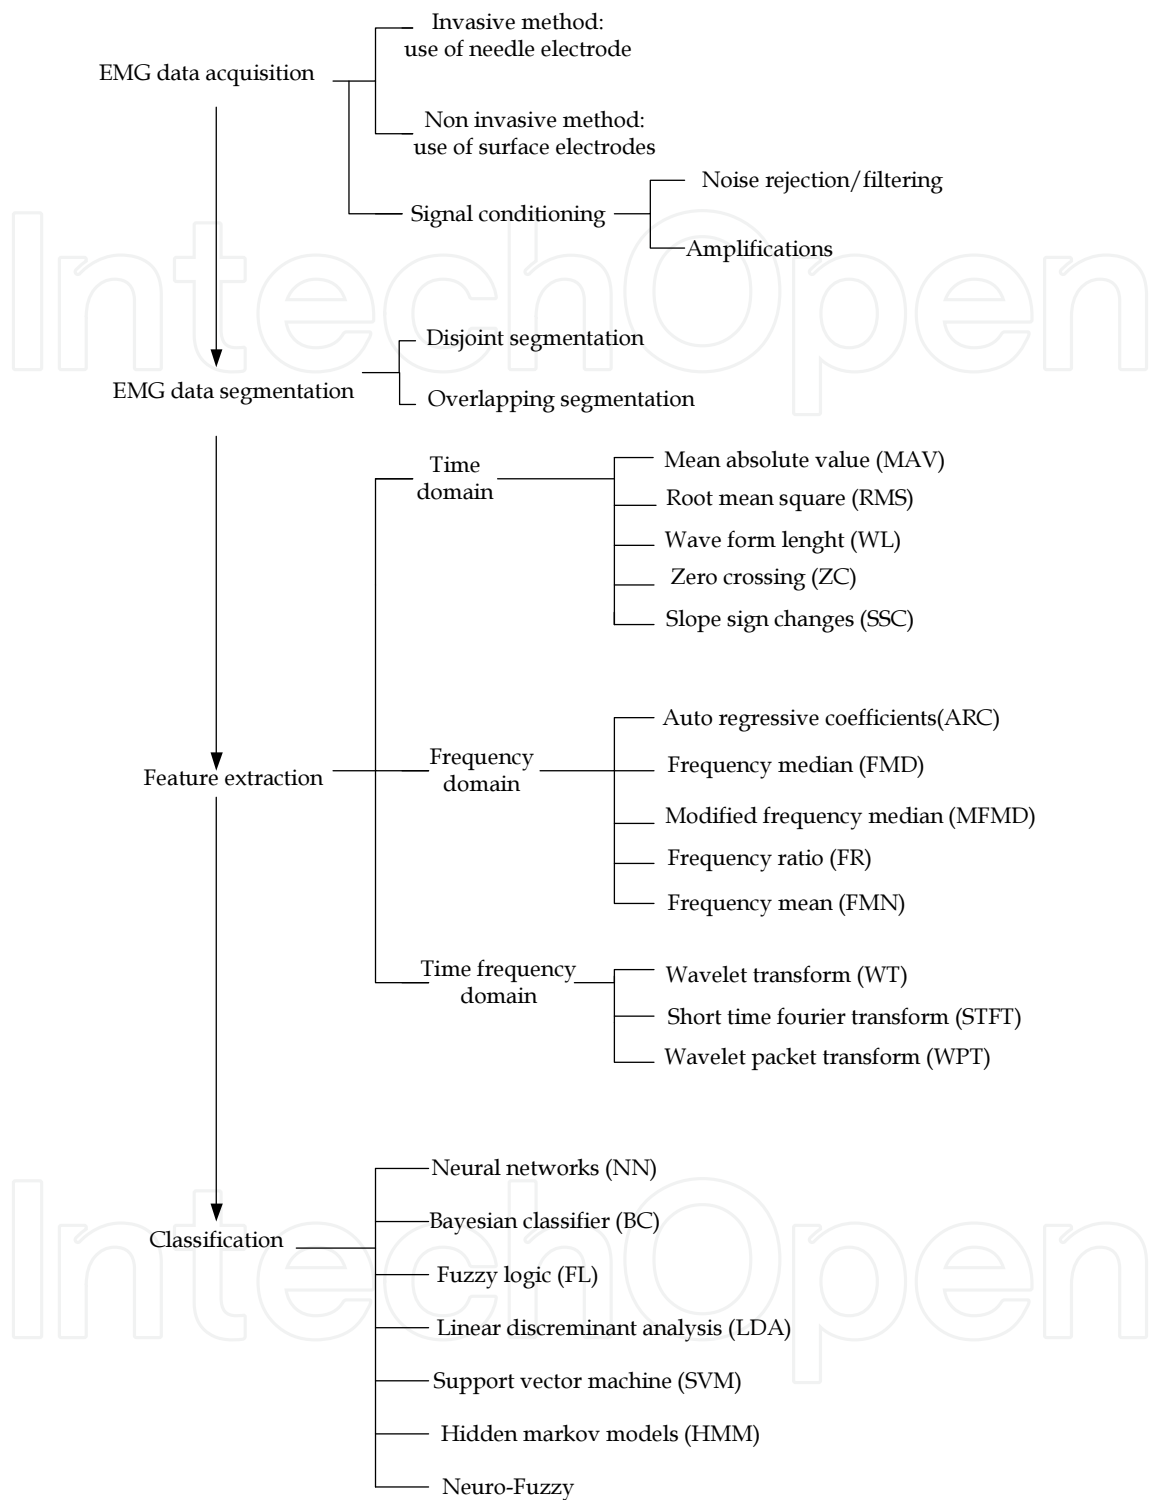 Invasive method:
use of needle electrode
EMG data acquisition
Non invasive method:
use of surface electrodes
Noise rejection/filtering
Signal conditioning
Amplifications
IntechOpen
Disjoint segmentation
EMG data segmentation
Overlapping segmentation
Time
domain
Mean absolute value (MAV)
Root mean square (RMS)
Wave form lenght (WL)
Zero crossing (ZC)
Slope sign changes (SSC)
Auto regressive coefficients(ARC)
Frequency
domain
Frequency median (FMD)
Feature extraction
Modified frequency median (MFMD)
Frequency ratio (FR)
Frequency mean (FMN)
Time frequency
domain
Wavelet transform (WT)
Short time fourier transform (STFT)
Wavelet packet transform (WPT)
Neural networks (NN)
Bayesian classifier (BC)
Classification
IntechOpen
Fuzzy logic (FL)
Linear discreminant analysis (LDA)
Support vector machine (SVM)
Hidden markov models (HMM)
Neuro-Fuzzy